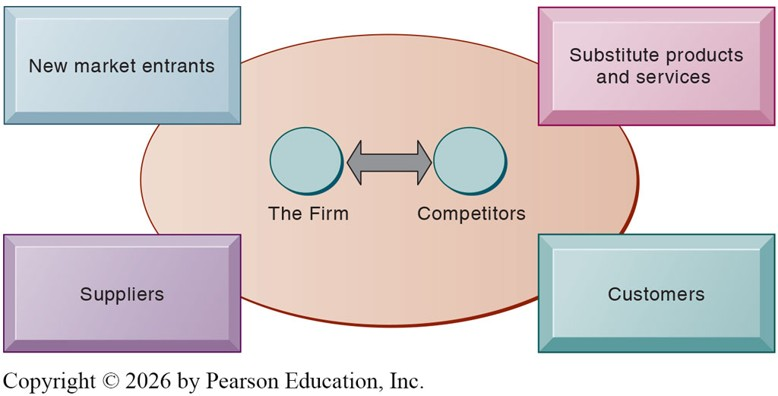 New market entrants
Substitute products
and services
The Firm
Competitors
Suppliers
Customers
Copyright © 2026 by Pearson Education, Inc.